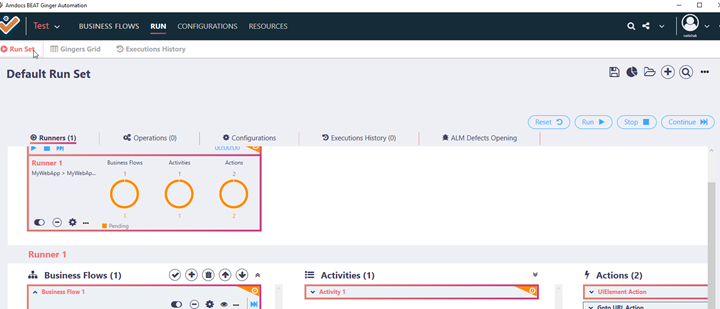 Amdocs BEAT Ginger Automation
Test BUSINESS FLOWS RUN CONFIGURATIONS RESOURCES
Run Set Gingers Grid Executions History
Default Run Set
Reset Run Stop Continue
Runners (1) Operations (0) Configurations Executions History (0) ALM Defects Opening
00:00:00
Runner 1 Business Flows Activities Actions
MyWebApp > MyWebAp... 1 1 2
1 1 2
Pending
Runner 1
Business Flows (1) Activities (1) Actions (2)
Business Flow 1 Activity 1 UIElement Action
Goto URL Action